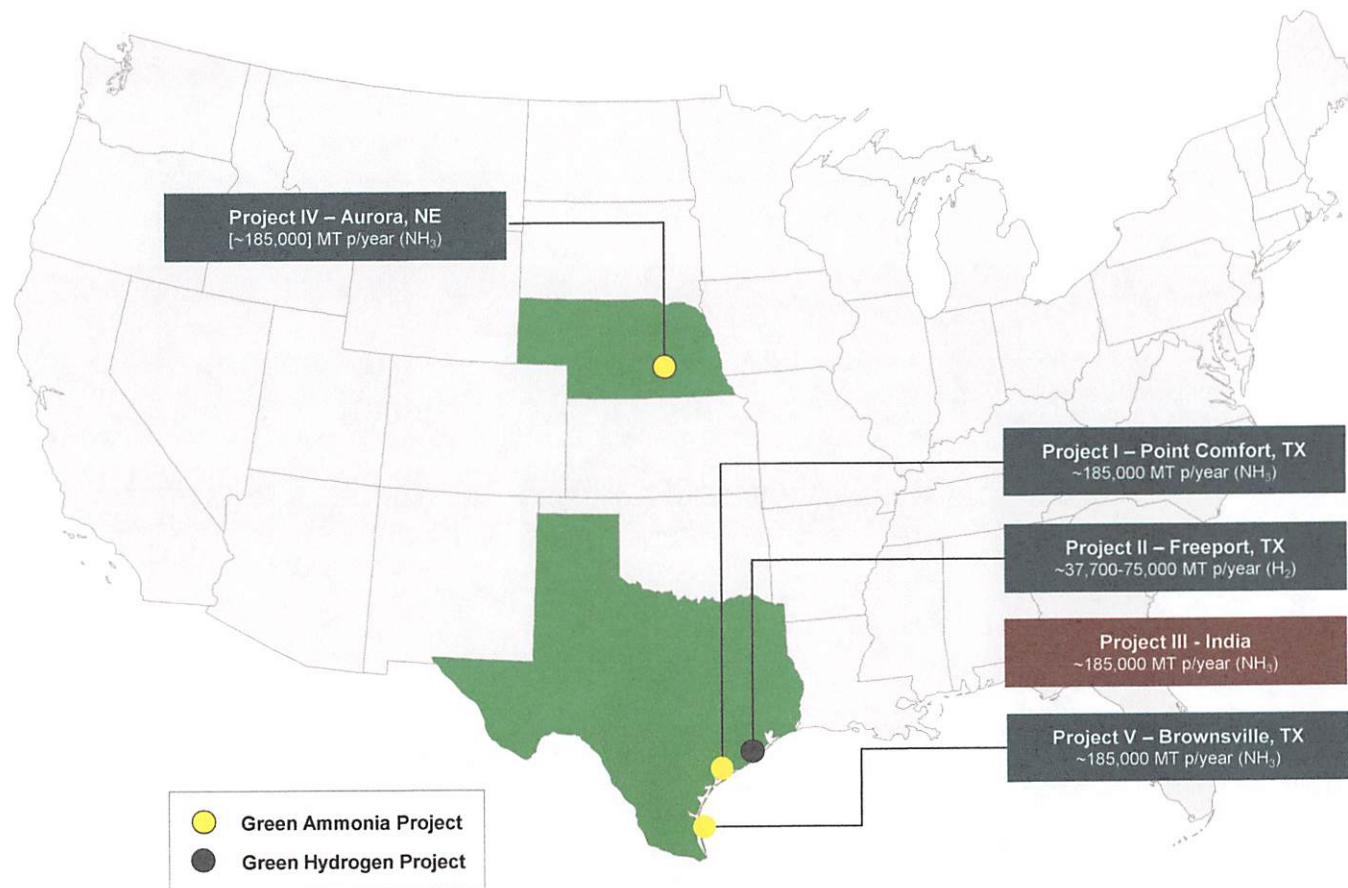 Project IV – Aurora, NE
[~185,000] MT p/year (NH₃)
Project I – Point Comfort, TX
~185,000 MT p/year (NH₃)
Project II – Freeport, TX
~37,700-75,000 MT p/year (H₂)
Project III - India
~185,000 MT p/year (NH₃)
Project V – Brownsville, TX
~185,000 MT p/year (NH₃)
Green Ammonia Project
Green Hydrogen Project